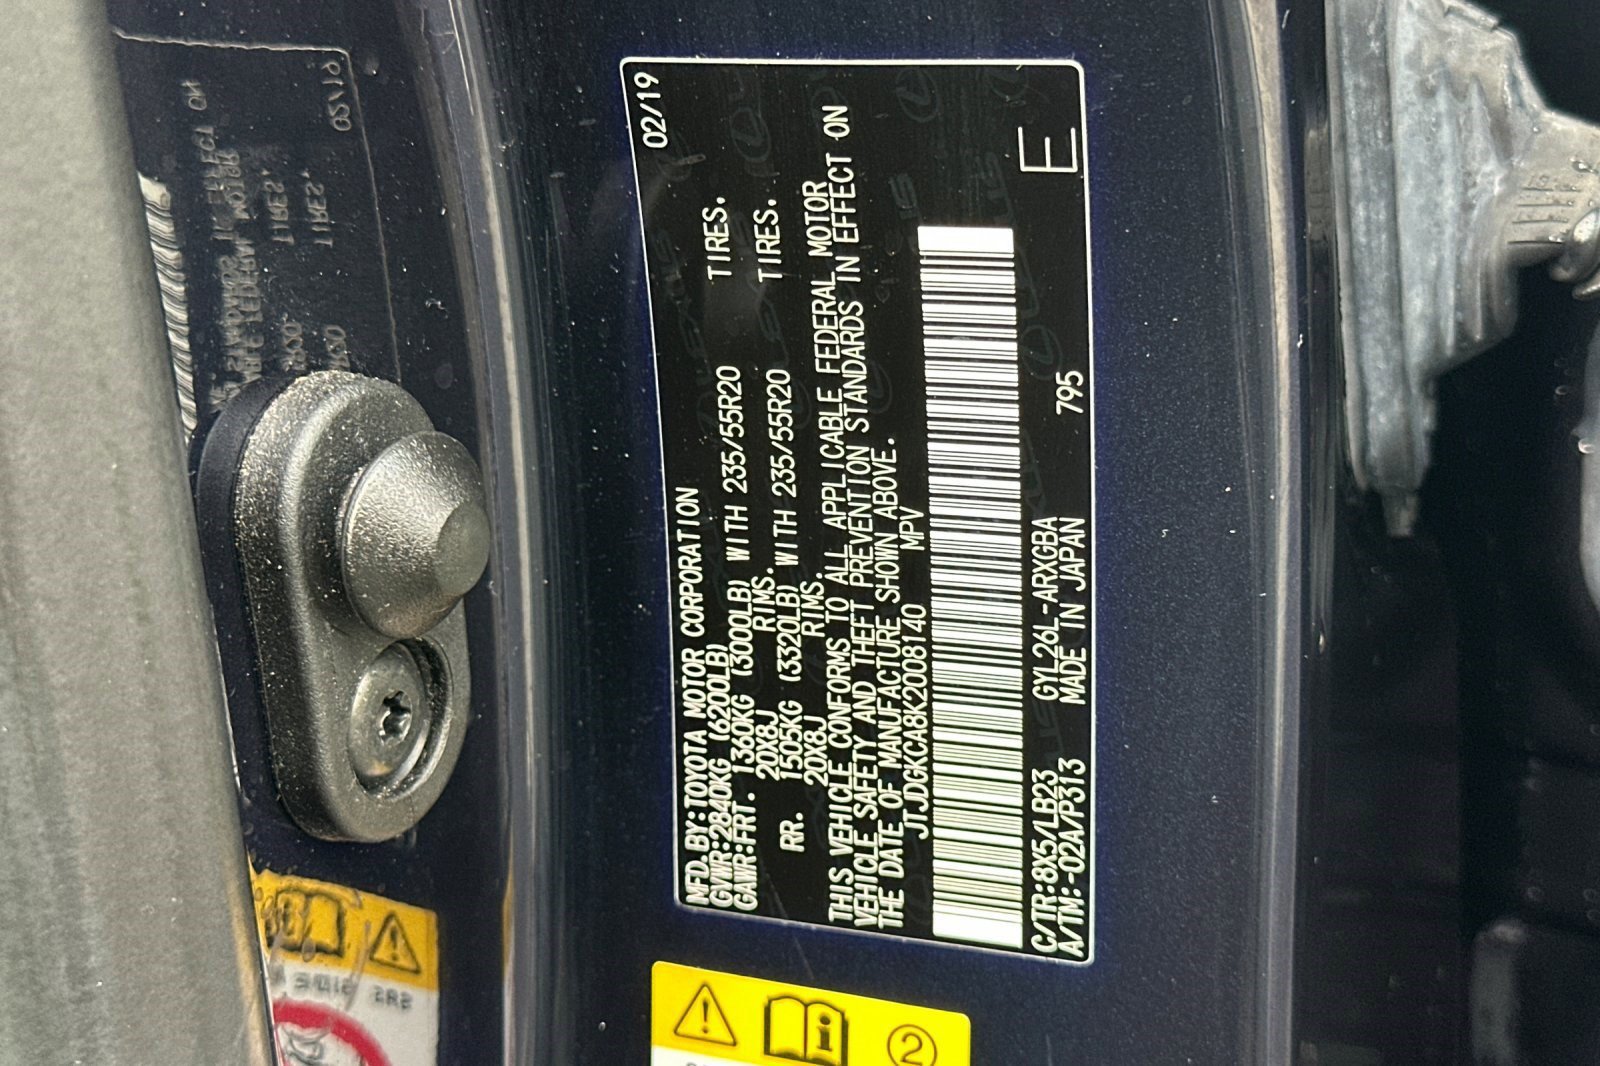 MFD.BY:TOYOTA MOTOR CORPORATION 02/19
GVWR:2840KG (6200LB)
GAWR:FRT. 1360KG (3000LB) WITH 235/55R20 TIRES.
20X8J RIMS.
RR. 1505KG (3320LB) WITH 235/55R20 TIRES.
20X8J RIMS.
THIS VEHICLE CONFORMS TO ALL APPLICABLE FEDERAL MOTOR
VEHICLE SAFETY AND THEFT PREVENTION STANDARDS IN EFFECT ON
THE DATE OF MANUFACTURE SHOWN ABOVE.
JTJDGKCA8K2008140 MPV
C/TR:8X5/LB23 GYL26L-ARXGBA 795 E
A/TM:-02A/P313 MADE IN JAPAN
2